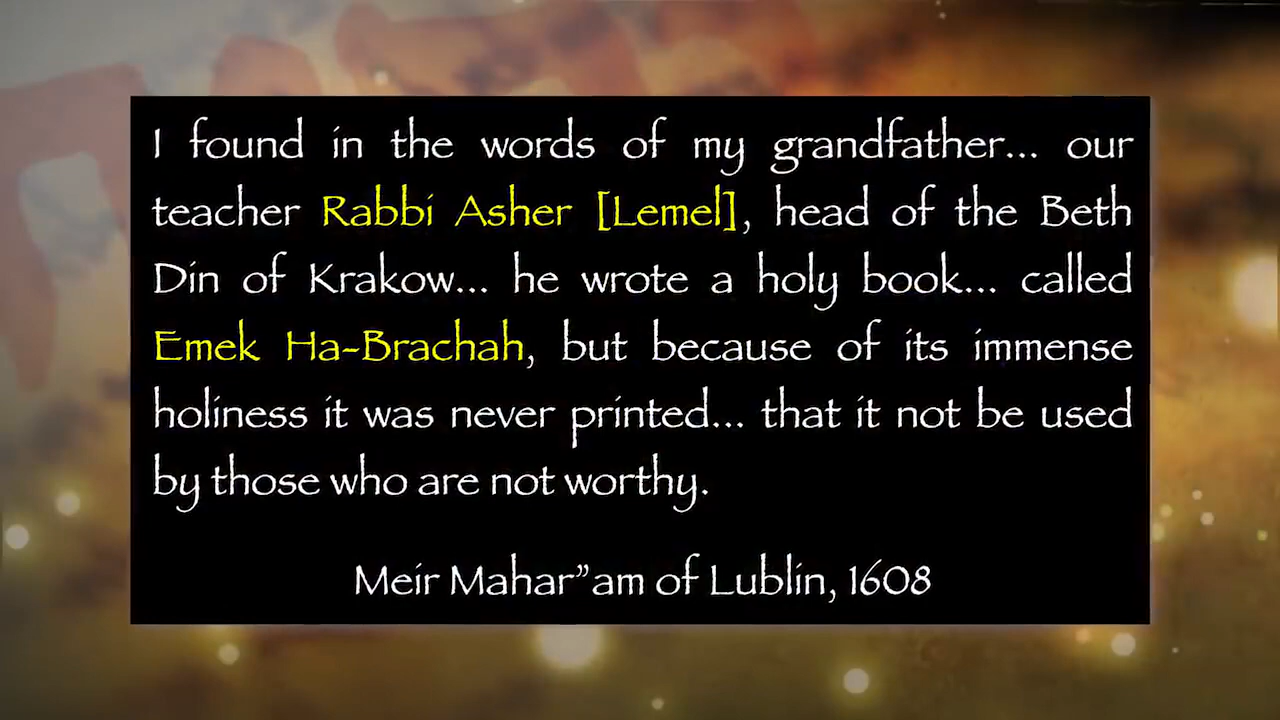 I found in the words of my grandfather... our
teacher Rabbi Asher [Lemel], head of the Beth
Din of Krakow... he wrote a holy book... called
Emek Ha-Brachah, but because of its immense
holiness it was never printed... that it not be used
by those who are not worthy.
Meir Mahar”am of Lublin, 1608